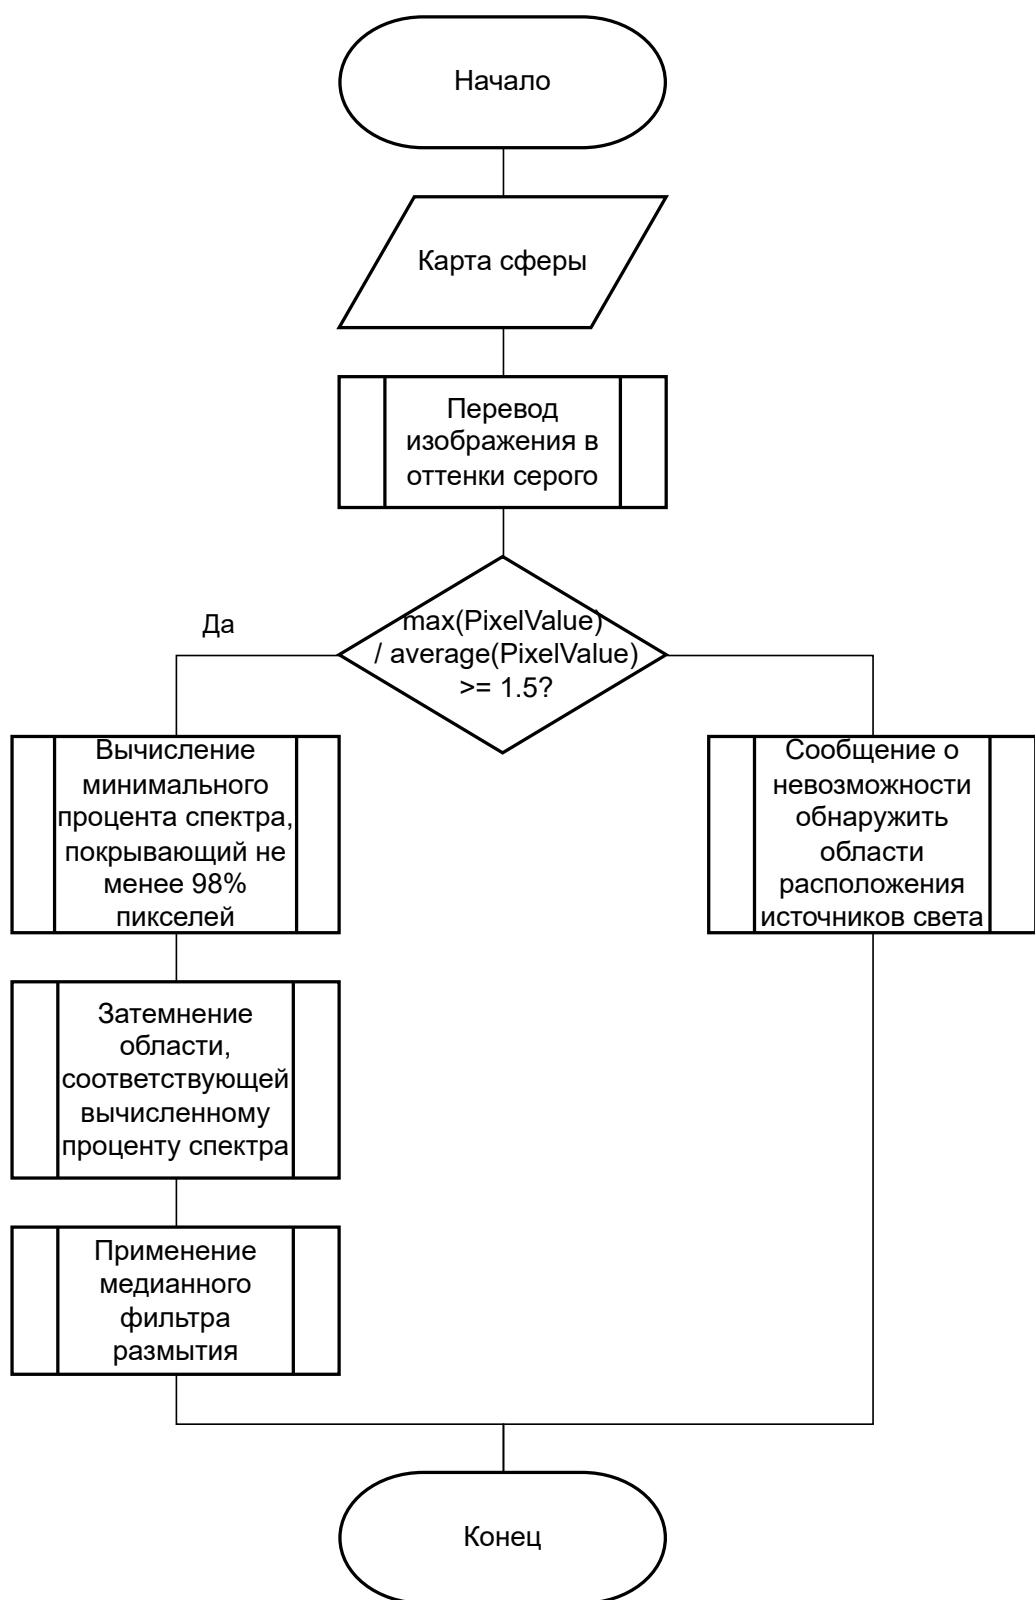 Начало
Карта сферы
Перевод
изображения в
оттенки серого
max(PixelValue)
/ average(PixelValue)
>= 1.5?
Да
Вычисление
минимального
процента спектра,
покрывающий не
менее 98%
пикселей
Сообщение о
невозможности
обнаружить
области
расположения
источников света
Затемнение
области,
соответствующей
вычисленному
проценту спектра
Применение
медианного
фильтра
размытия
Конец